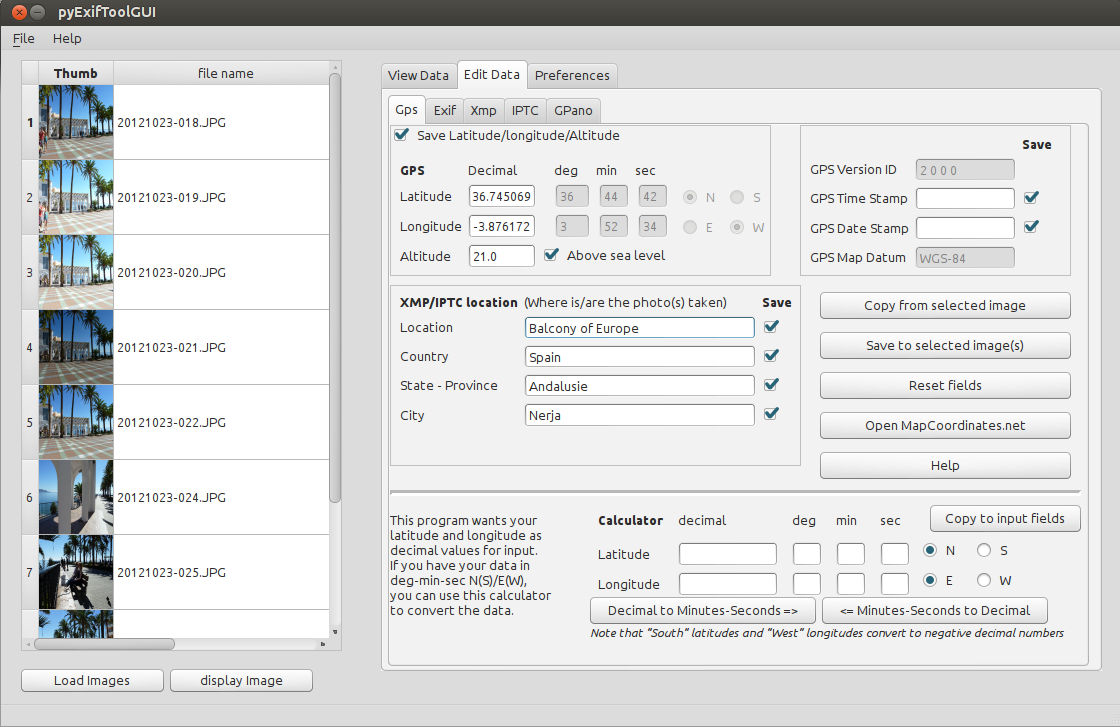 pyExifToolGUI
File Help
Thumb file name
1 20121023-018.JPG
2 20121023-019.JPG
3 20121023-020.JPG
4 20121023-021.JPG
5 20121023-022.JPG
6 20121023-024.JPG
7 20121023-025.JPG
Load Images display Image
View Data Edit Data Preferences
Gps Exif Xmp IPTC GPano
Save Latitude/longitude/Altitude
GPS Decimal deg min sec
Latitude 36.745069 36 44 42 N S
Longitude -3.876172 3 52 34 E W
Altitude 21.0 Above sea level
Save
GPS Version ID 2 0 0 0
GPS Time Stamp
GPS Date Stamp
GPS Map Datum WGS-84
XMP/IPTC location (Where is/are the photo(s) taken) Save
Location Balcony of Europe
Country Spain
State - Province Andalusie
City Nerja
Copy from selected image
Save to selected image(s)
Reset fields
Open MapCoordinates.net
Help
This program wants your
latitude and longitude as
decimal values for input.
If you have your data in
deg-min-sec N(S)/E(W),
you can use this calculator
to convert the data.
Calculator decimal deg min sec Copy to input fields
Latitude N S
Longitude E W
Decimal to Minutes-Seconds => <= Minutes-Seconds to Decimal
Note that "South" latitudes and "West" longitudes convert to negative decimal numbers